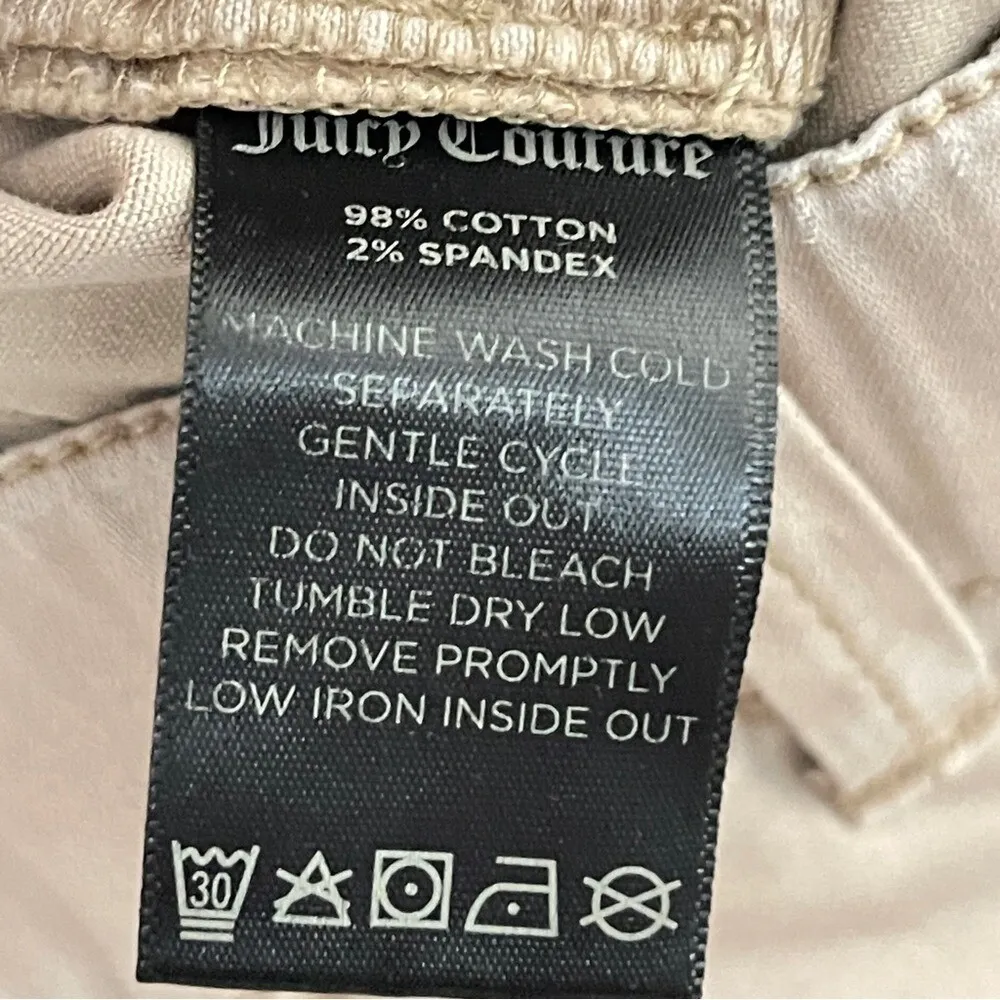 Juicy Couture
98% COTTON
2% SPANDEX
MACHINE WASH COLD
SEPARATELY
GENTLE CYCLE
INSIDE OUT
DO NOT BLEACH
TUMBLE DRY LOW
REMOVE PROMPTLY
LOW IRON INSIDE OUT
30